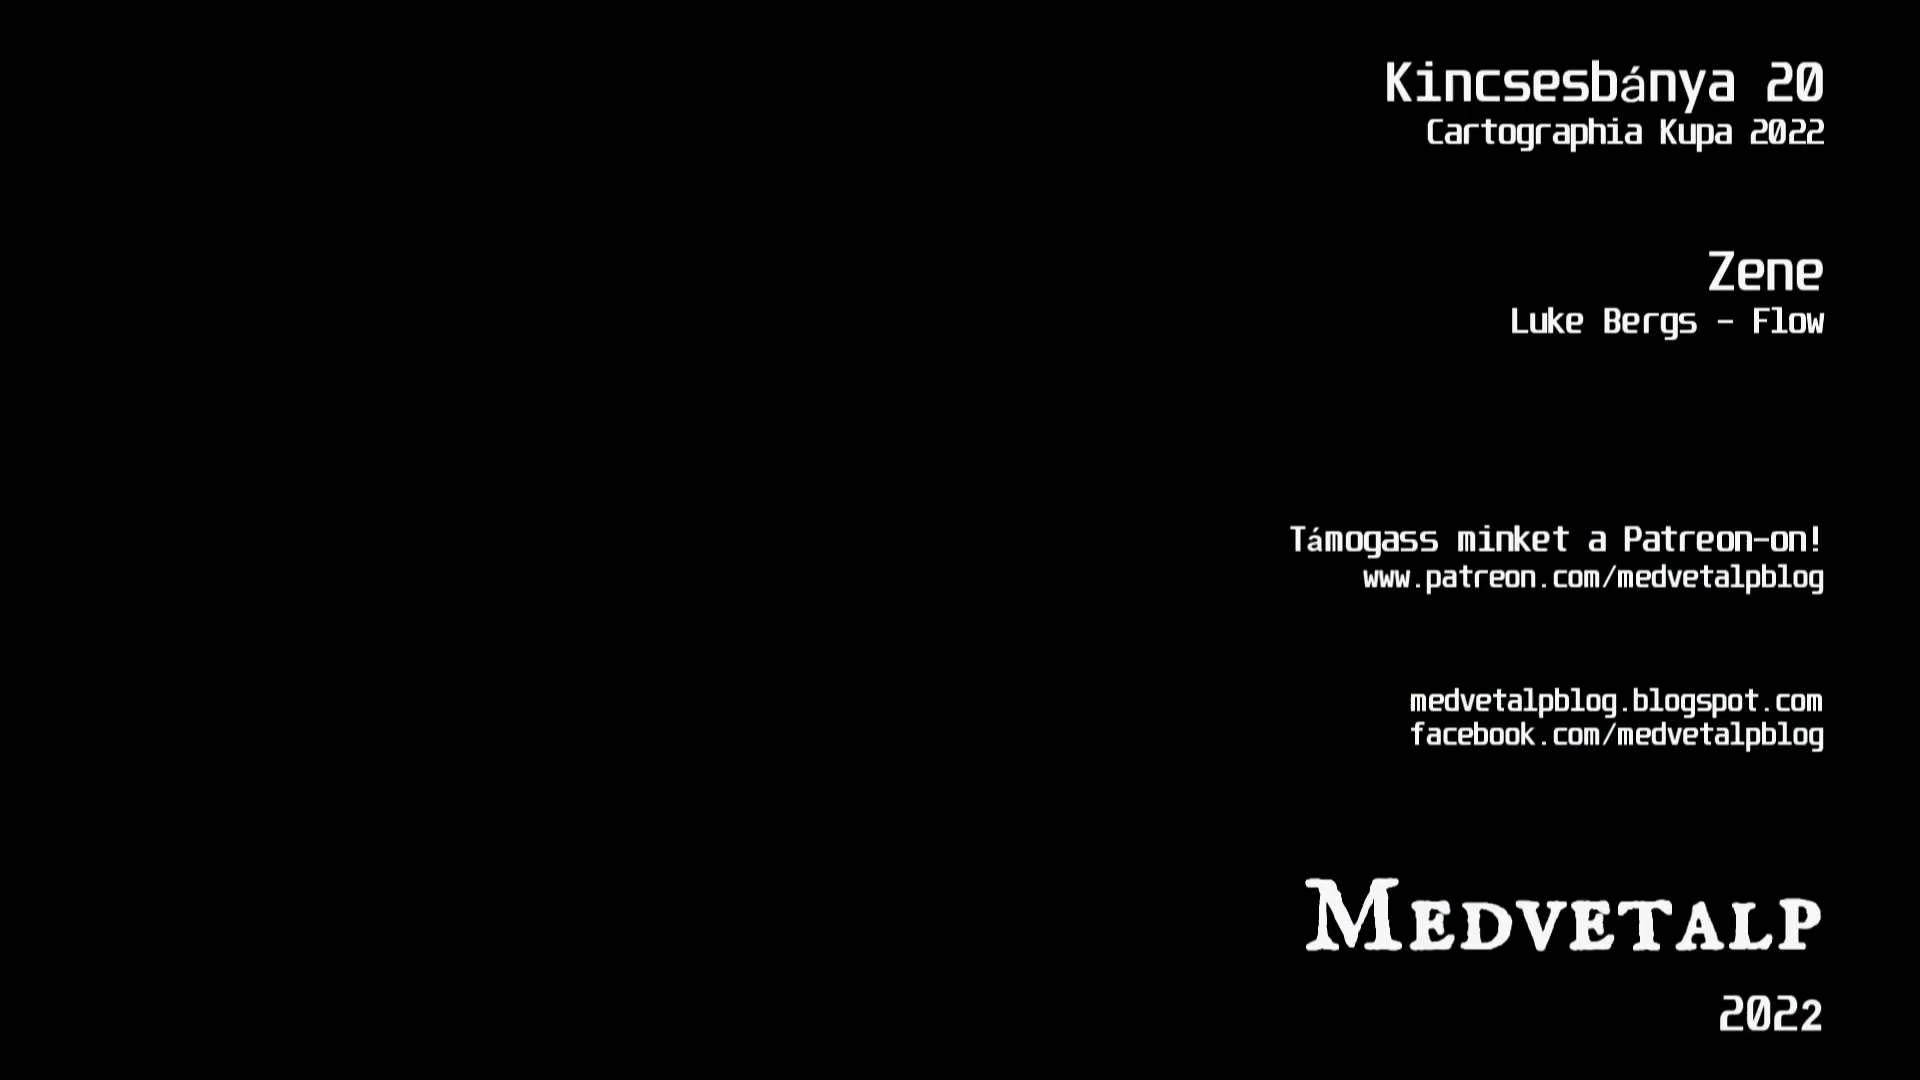 Kincsesbánya 20
Cartographia Kupa 2022
Zene
Luke Bergs - Flow
Támogass minket a Patreon-on!
www.patreon.com/medvetalpblog
medvetalpblog.blogspot.com
facebook.com/medvetalpblog
MEDVETALP
2022